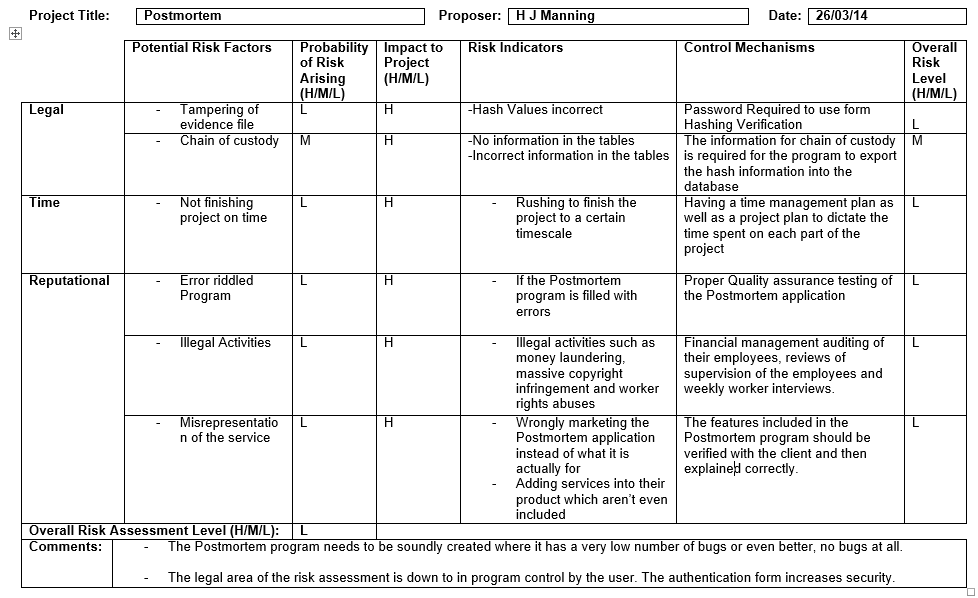 Project Title: Postmortem Proposer: H J Manning Date: 26/03/14
Potential Risk Factors
Probability
of Risk
Arising
(H/M/L)
Impact to
Project
(H/M/L)
Risk Indicators
Control Mechanisms
Overall
Risk
Level
(H/M/L)
Legal
- Tampering of
evidence file
L
H
-Hash Values incorrect
Password Required to use form
Hashing Verification
L
- Chain of custody
M
H
-No information in the tables
-Incorrect information in the tables
The information for chain of custody
is required for the program to export
the hash information into the
database
M
Time
- Not finishing
project on time
L
H
- Rushing to finish the
project to a certain
timescale
Having a time management plan as
well as a project plan to dictate the
time spent on each part of the
project
L
Reputational
- Error riddled
Program
L
H
- If the Postmortem
program is filled with
errors
Proper Quality assurance testing of
the Postmortem application
L
- Illegal Activities
L
H
- Illegal activities such as
money laundering,
massive copyright
infringement and worker
rights abuses
Financial management auditing of
their employees, reviews of
supervision of the employees and
weekly worker interviews.
L
- Misrepresentatio
n of the service
L
H
- Wrongly marketing the
Postmortem application
instead of what it is
actually for
- Adding services into their
product which aren't even
included
The features included in the
Postmortem program should be
verified with the client and then
explained correctly.
L
Overall Risk Assessment Level (H/M/L): L
Comments:
- The Postmortem program needs to be soundly created where it has a very low number of bugs or even better, no bugs at all.
- The legal area of the risk assessment is down to in program control by the user. The authentication form increases security.